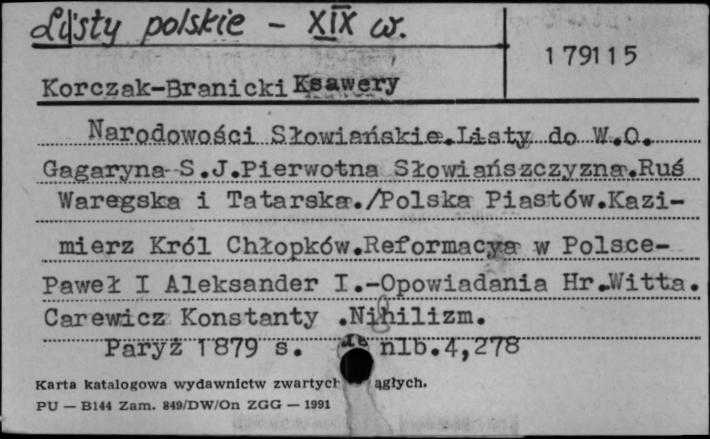 Listy polskie - XIX w.
179115
Korczak-Branicki Ksawery
Narodowości Słowiańskie.Listy do W.O.
Gagaryna-S.J.Pierwotna Słowiańszczyzna.Ruś
Waregska i Tatarska./Polska Piastów.Kazi-
mierz Król Chłopków.Reformacya w Polsce-
Paweł I Aleksander I.-Opowiadania Hr.Witta.
Carewicz Konstanty .Nihilizm.
Paryż 1879 s. nlb.4,278
Karta katalogowa wydawnictw zwartych ągłych.
PU — B144 Zam. 849/DW/On ZGG — 1991